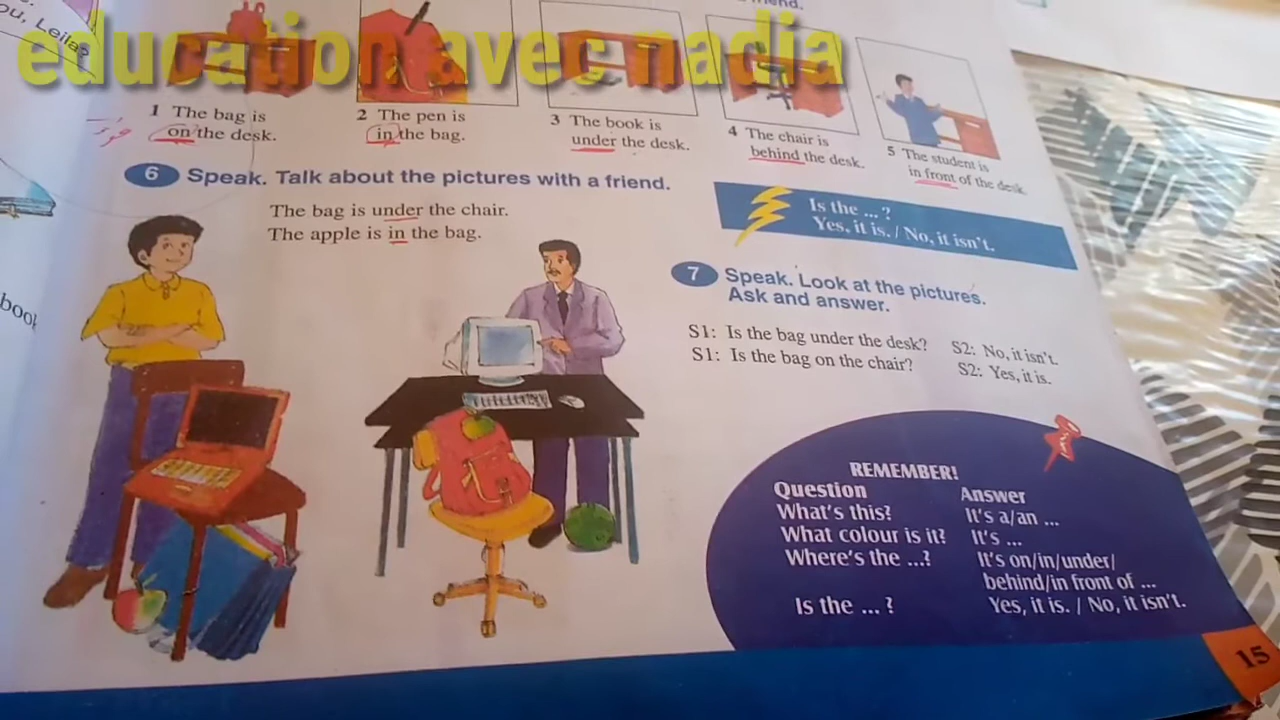 ou, Leila?
education avec nadia
1 The bag is
on the desk.
2 The pen is
in the bag.
3 The book is
under the desk.
4 The chair is
behind the desk.
5 The student is
in front of the desk.
6 Speak. Talk about the pictures with a friend.
The bag is under the chair.
The apple is in the bag.
Is the ... ?
Yes, it is. / No, it isn't.
7 Speak. Look at the pictures.
Ask and answer.
S1: Is the bag under the desk? S2: No, it isn't.
S1: Is the bag on the chair? S2: Yes, it is.
book
REMEMBER!
Question Answer
What's this? It's a/an ...
What colour is it? It's ...
Where's the ...? It's on/in/under/
behind/in front of ...
Is the ... ? Yes, it is. / No, it isn't.
15